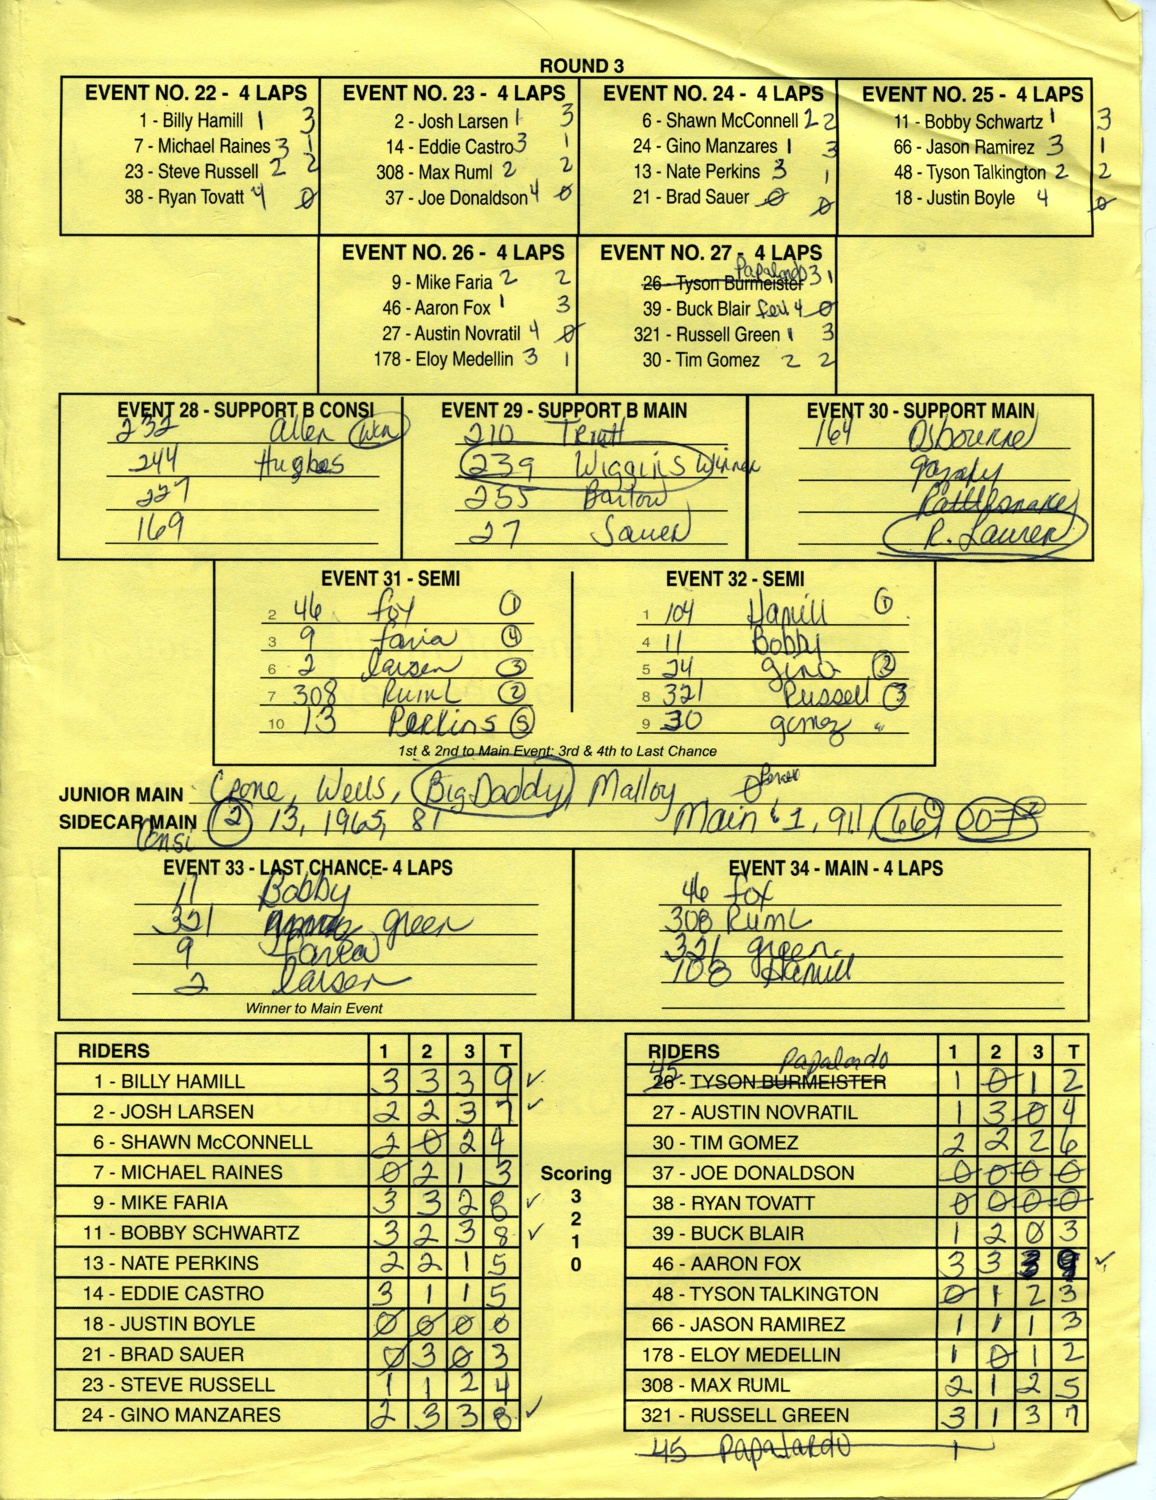 ROUND 3
EVENT NO. 22 - 4 LAPS
1 - Billy Hamill 1 3
7 - Michael Raines 3 1
23 - Steve Russell 2 2
38 - Ryan Tovatt 4 0
EVENT NO. 23 - 4 LAPS
2 - Josh Larsen 1 3
14 - Eddie Castro 3 1
308 - Max Ruml 2 2
37 - Joe Donaldson 4 0
EVENT NO. 24 - 4 LAPS
6 - Shawn McConnell 2 2
24 - Gino Manzares 1 3
13 - Nate Perkins 3 1
21 - Brad Sauer 0 0
EVENT NO. 25 - 4 LAPS
11 - Bobby Schwartz 1 3
66 - Jason Ramirez 3 1
48 - Tyson Talkington 2 2
18 - Justin Boyle 4 0
EVENT NO. 26 - 4 LAPS
9 - Mike Faria 2 2
46 - Aaron Fox 1 3
27 - Austin Novratil 4 0
178 - Eloy Medellin 3 1
EVENT NO. 27 - 4 LAPS
Papalardo 3 1
26 - Tyson Burmeister
39 - Buck Blair fell 4 0
321 - Russell Green 1 3
30 - Tim Gomez 2 2
EVENT 28 - SUPPORT B CONSI
232 Allen Win
244 Hughes
227
169
EVENT 29 - SUPPORT B MAIN
210
239 Wiggins Winner
255 Bartow
27 Sauer
EVENT 30 - SUPPORT MAIN
164 Osbourne
Rattlesnake
R. Lauren
EVENT 31 - SEMI
2 46 fox 1
3 9 faria 4
6 2 larsen 3
7 308 RumL 2
10 13 Perkins 5
EVENT 32 - SEMI
1 104 Hamill 1
4 11 Bobby
5 24 gino 2
8 321 Russell 3
9 30 gomez
1st & 2nd to Main Event: 3rd & 4th to Last Chance
JUNIOR MAIN Crone, Wells, Big Daddy, Malloy
SIDECAR MAIN 2 13, 1965, 81 Main 1, 911, 669 1 007 2
Consi
EVENT 33 - LAST CHANCE- 4 LAPS
11 Bobby
321 green
9 Faria
2 larsen
Winner to Main Event
EVENT 34 - MAIN - 4 LAPS
46 fox
308 RumL
321 green
108 Hamill
RIDERS 1 2 3 T
1 - BILLY HAMILL 3 3 3 9 ✓
2 - JOSH LARSEN 2 2 3 7 ✓
6 - SHAWN McCONNELL 2 0 2 4
7 - MICHAEL RAINES 0 2 1 3
9 - MIKE FARIA 3 3 2 8 ✓
11 - BOBBY SCHWARTZ 3 2 3 8 ✓
13 - NATE PERKINS 2 2 1 5
14 - EDDIE CASTRO 3 1 1 5
18 - JUSTIN BOYLE 0 0 0 0
21 - BRAD SAUER 0 3 0 3
23 - STEVE RUSSELL 1 1 2 4
24 - GINO MANZARES 2 3 3 8 ✓
Scoring
3
2
1
0
RIDERS 1 2 3 T
45 Papalardo
26 - TYSON BURMEISTER 1 0 1 2
27 - AUSTIN NOVRATIL 1 3 0 4
30 - TIM GOMEZ 2 2 2 6
37 - JOE DONALDSON 0 0 0 0
38 - RYAN TOVATT 0 0 0 0
39 - BUCK BLAIR 1 2 0 3
46 - AARON FOX 3 3 3 9 ✓
48 - TYSON TALKINGTON 0 1 2 3
66 - JASON RAMIREZ 1 1 1 3
178 - ELOY MEDELLIN 1 0 1 2
308 - MAX RUML 2 1 2 5
321 - RUSSELL GREEN 3 1 3 7
45 PAPALARDO 1